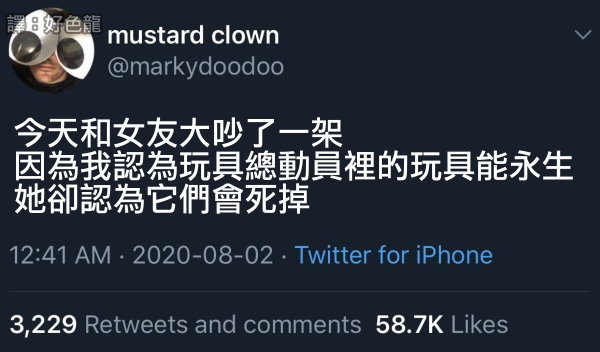 譯：好色龍
mustard clown
@markydoodoo
今天和女友大吵了一架
因為我認為玩具總動員裡的玩具能永生
她卻認為它們會死掉
12:41 AM · 2020-08-02 · Twitter for iPhone
3,229 Retweets and comments 58.7K Likes